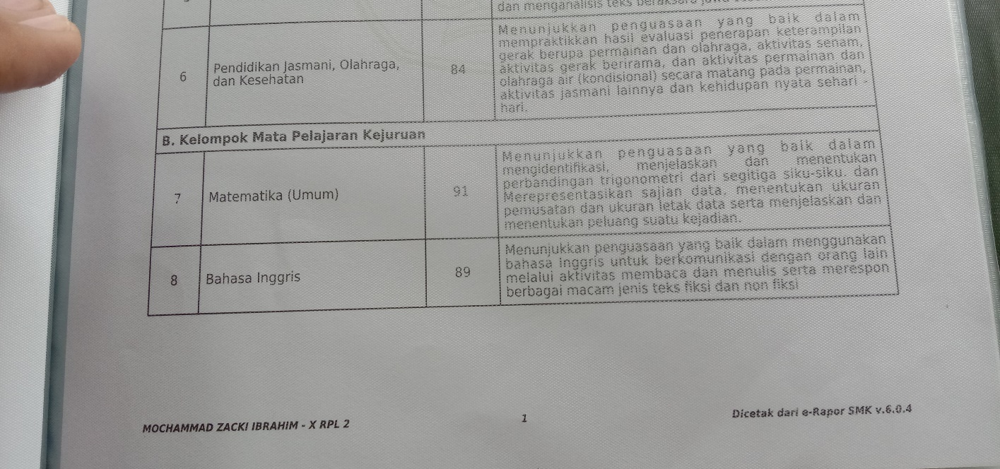 dan menganalisis teks
6
Pendidikan Jasmani, Olahraga,
dan Kesehatan
84
Menunjukkan penguasaan yang baik dalam
mempraktikkan hasil evaluasi penerapan keterampilan
gerak berupa permainan dan olahraga, aktivitas senam,
aktivitas gerak berirama, dan aktivitas permainan dan
olahraga air (kondisional) secara matang pada permainan,
aktivitas jasmani lainnya dan kehidupan nyata sehari -
hari.
B. Kelompok Mata Pelajaran Kejuruan
7
Matematika (Umum)
91
Menunjukkan penguasaan yang baik dalam
mengidentifikasi, menjelaskan dan menentukan
perbandingan trigonometri dari segitiga siku-siku. dan
Merepresentasikan sajian data, menentukan ukuran
pemusatan dan ukuran letak data serta menjelaskan dan
menentukan peluang suatu kejadian.
8
Bahasa Inggris
89
Menunjukkan penguasaan yang baik dalam menggunakan
bahasa Inggris untuk berkomunikasi dengan orang lain
melalui aktivitas membaca dan menulis serta merespon
berbagai macam jenis teks fiksi dan non fiksi
MOCHAMMAD ZACKI IBRAHIM - X RPL 2
1
Dicetak dari e-Rapor SMK v.6.0.4